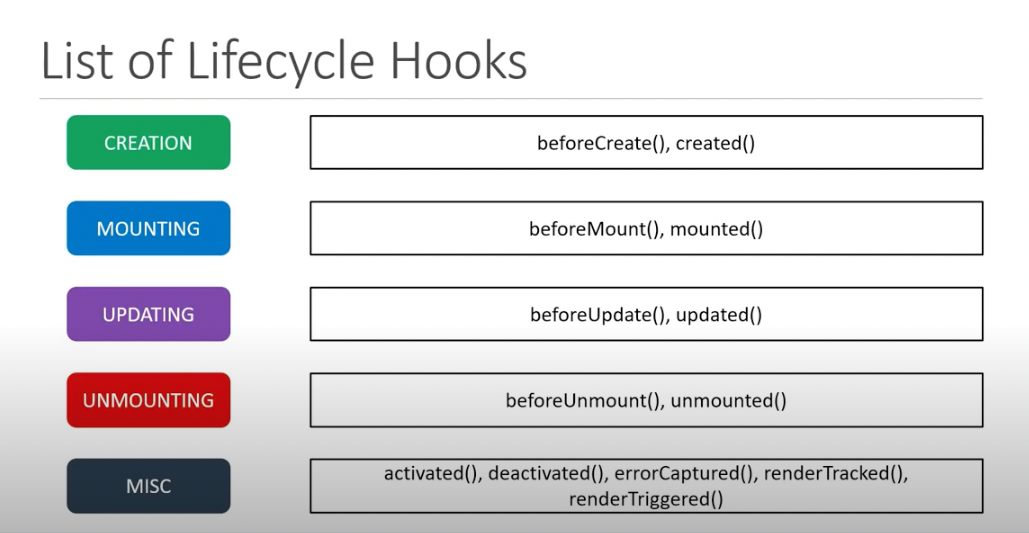 List of Lifecycle Hooks
CREATION
beforeCreate(), created()
MOUNTING
beforeMount(), mounted()
UPDATING
beforeUpdate(), updated()
UNMOUNTING
beforeUnmount(), unmounted()
MISC
activated(), deactivated(), errorCaptured(), renderTracked(),
renderTriggered()